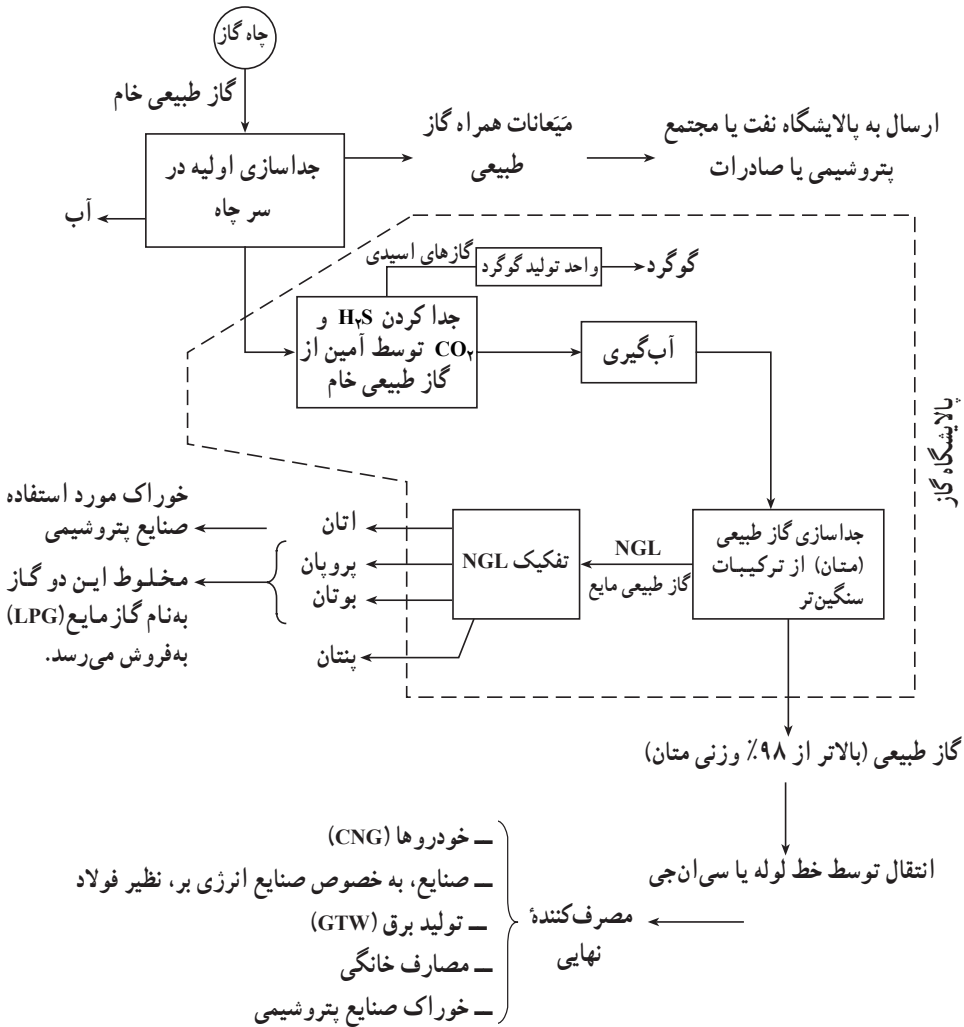 چاه گاز
گاز طبیعی خام
جداسازی اولیه در
سر چاه
آب
مَیَعانات همراه گاز
طبیعی
ارسال به پالایشگاه نفت یا مجتمع
پتروشیمی یا صادرات
پالایشگاه گاز
گازهای اسیدی
واحد تولید گوگرد
گوگرد
جدا کردن H₂S و
CO₂ توسط آمین از
گاز طبیعی خام
آب‌گیری
جداسازی گاز طبیعی
(متان) از ترکیبات
سنگین‌تر
NGL
گاز طبیعی مایع
تفکیک NGL
اتان
پروپان
بوتان
پنتان
خوراک مورد استفاده
صنایع پتروشیمی
مخلوط این دو گاز
به‌نام گاز مایع(LPG)
به‌فروش می‌رسد.
گاز طبیعی (بالاتر از ۹۸٪ وزنی متان)
انتقال توسط خط لوله یا سی‌ان‌جی
مصرف‌کنندهٔ
نهایی
– خودروها (CNG)
– صنایع، به خصوص صنایع انرژی بر، نظیر فولاد
– تولید برق (GTW)
– مصارف خانگی
– خوراک صنایع پتروشیمی